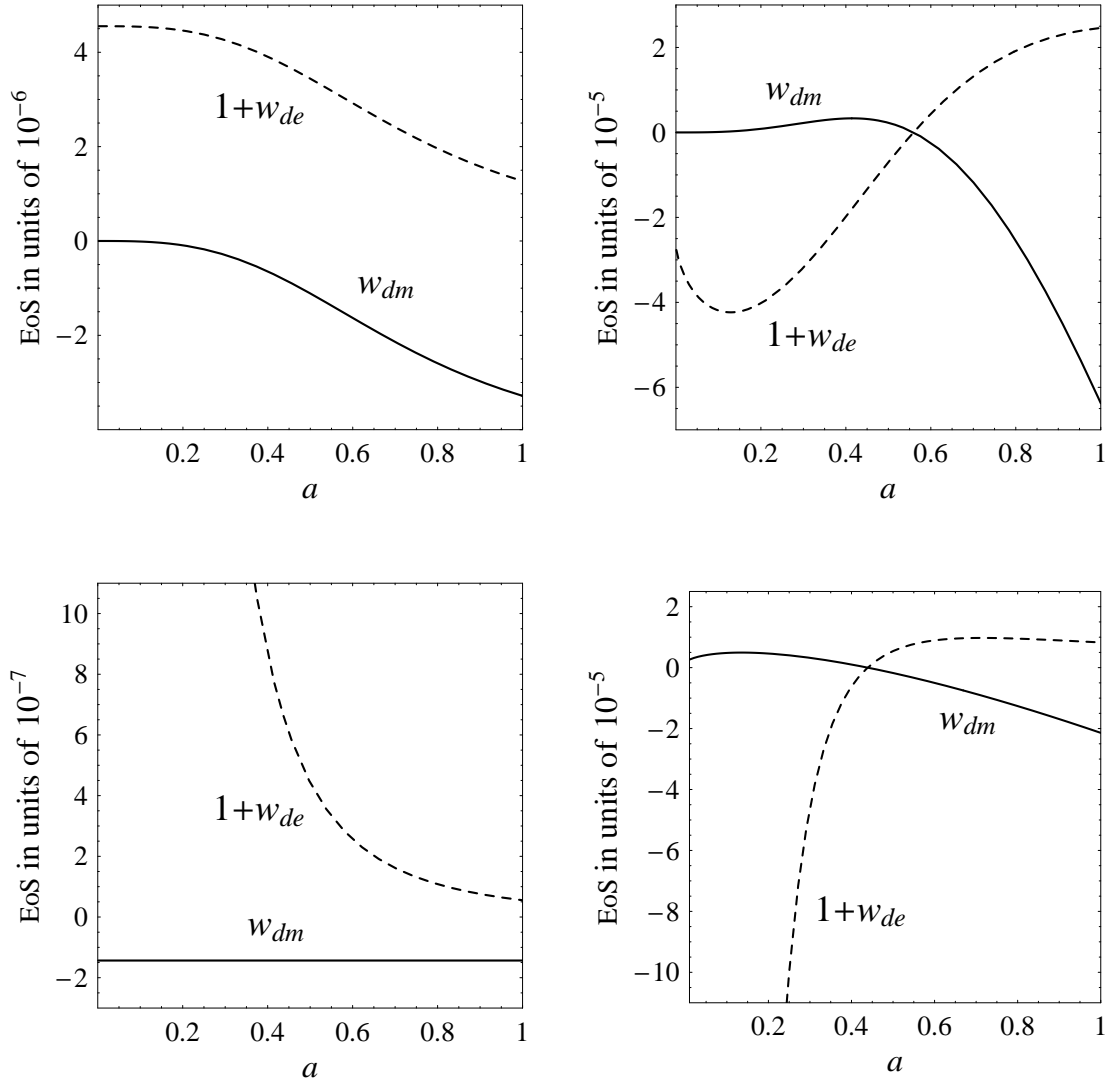 EoS in units of 10⁻⁶
4
2
0
−2
1+w_de
w_dm
0.2 0.4 0.6 0.8 1
a
EoS in units of 10⁻⁵
2
0
−2
−4
−6
w_dm
1+w_de
0.2 0.4 0.6 0.8 1
a
EoS in units of 10⁻⁷
10
8
6
4
2
0
−2
1+w_de
w_dm
0.2 0.4 0.6 0.8 1
a
EoS in units of 10⁻⁵
2
0
−2
−4
−6
−8
−10
w_dm
1+w_de
0.2 0.4 0.6 0.8 1
a